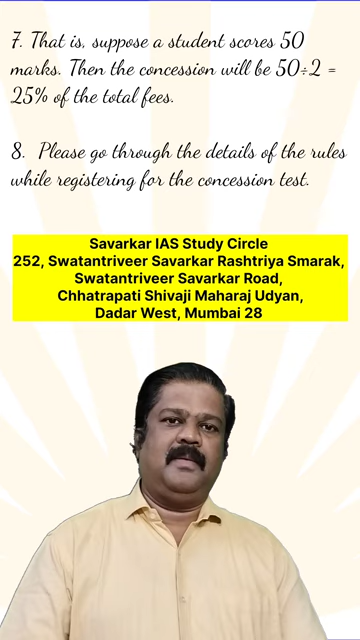 7. That is, suppose a student scores 50
marks. Then the concession will be 50÷2 =
25% of the total fees.
8. Please go through the details of the rules
while registering for the concession test.
Savarkar IAS Study Circle
252, Swatantriveer Savarkar Rashtriya Smarak,
Swatantriveer Savarkar Road,
Chhatrapati Shivaji Maharaj Udyan,
Dadar West, Mumbai 28